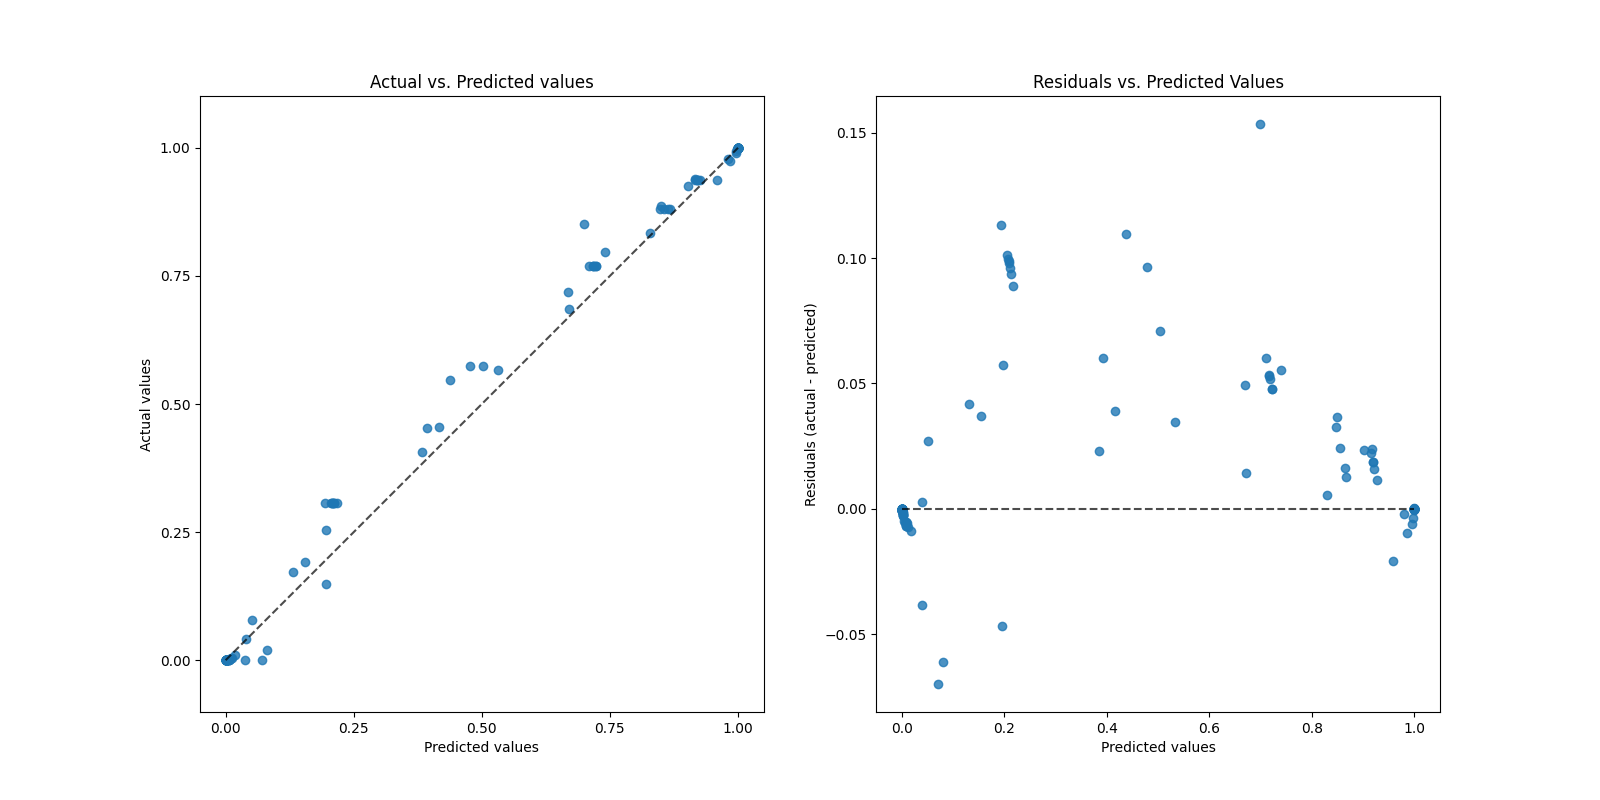 Actual vs. Predicted values
Actual values
1.00
0.75
0.50
0.25
0.00
0.00 0.25 0.50 0.75 1.00
Predicted values
Residuals vs. Predicted Values
Residuals (actual - predicted)
0.15
0.10
0.05
0.00
−0.05
0.0 0.2 0.4 0.6 0.8 1.0
Predicted values